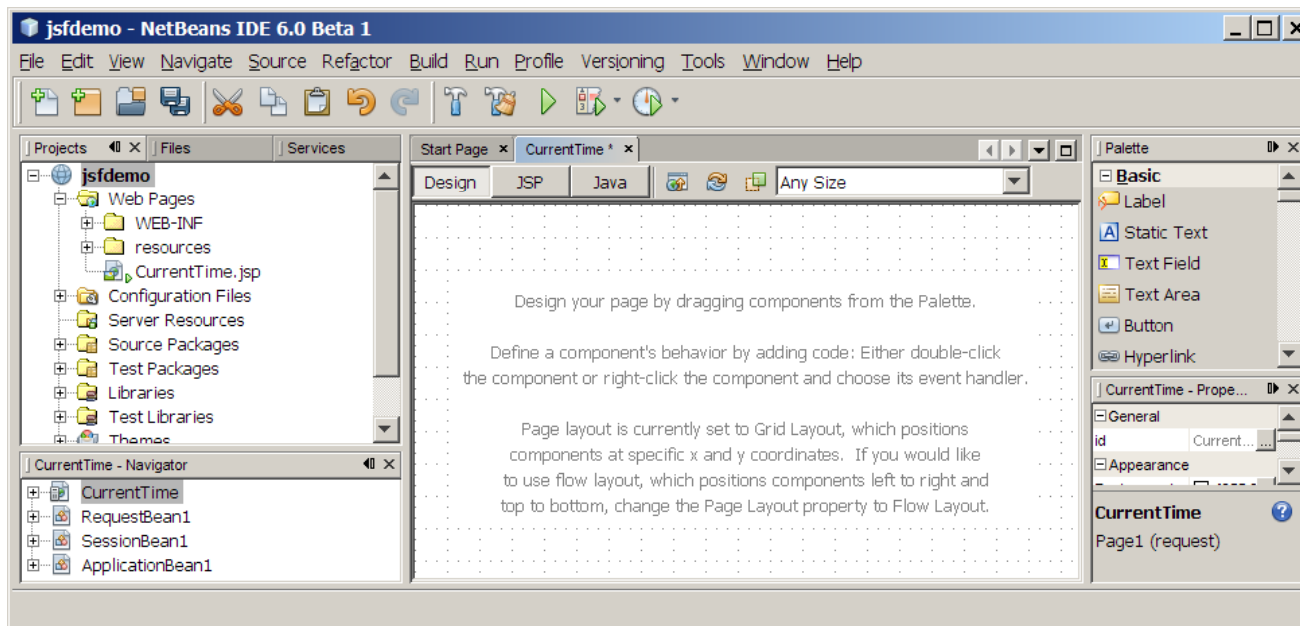 jsfdemo - NetBeans IDE 6.0 Beta 1
File Edit View Navigate Source Refactor Build Run Profile Versioning Tools Window Help
Projects Files Services
jsfdemo
Web Pages
WEB-INF
resources
CurrentTime.jsp
Configuration Files
Server Resources
Source Packages
Test Packages
Libraries
Test Libraries
Themes
CurrentTime - Navigator
CurrentTime
RequestBean1
SessionBean1
ApplicationBean1
Start Page CurrentTime *
Design JSP Java Any Size
Design your page by dragging components from the Palette.
Define a component's behavior by adding code: Either double-click
the component or right-click the component and choose its event handler.
Page layout is currently set to Grid Layout, which positions
components at specific x and y coordinates. If you would like
to use flow layout, which positions components left to right and
top to bottom, change the Page Layout property to Flow Layout.
Palette
Basic
Label
Static Text
Text Field
Text Area
Button
Hyperlink
CurrentTime - Prope...
General
id Current... ...
Appearance
CurrentTime
Page1 (request)